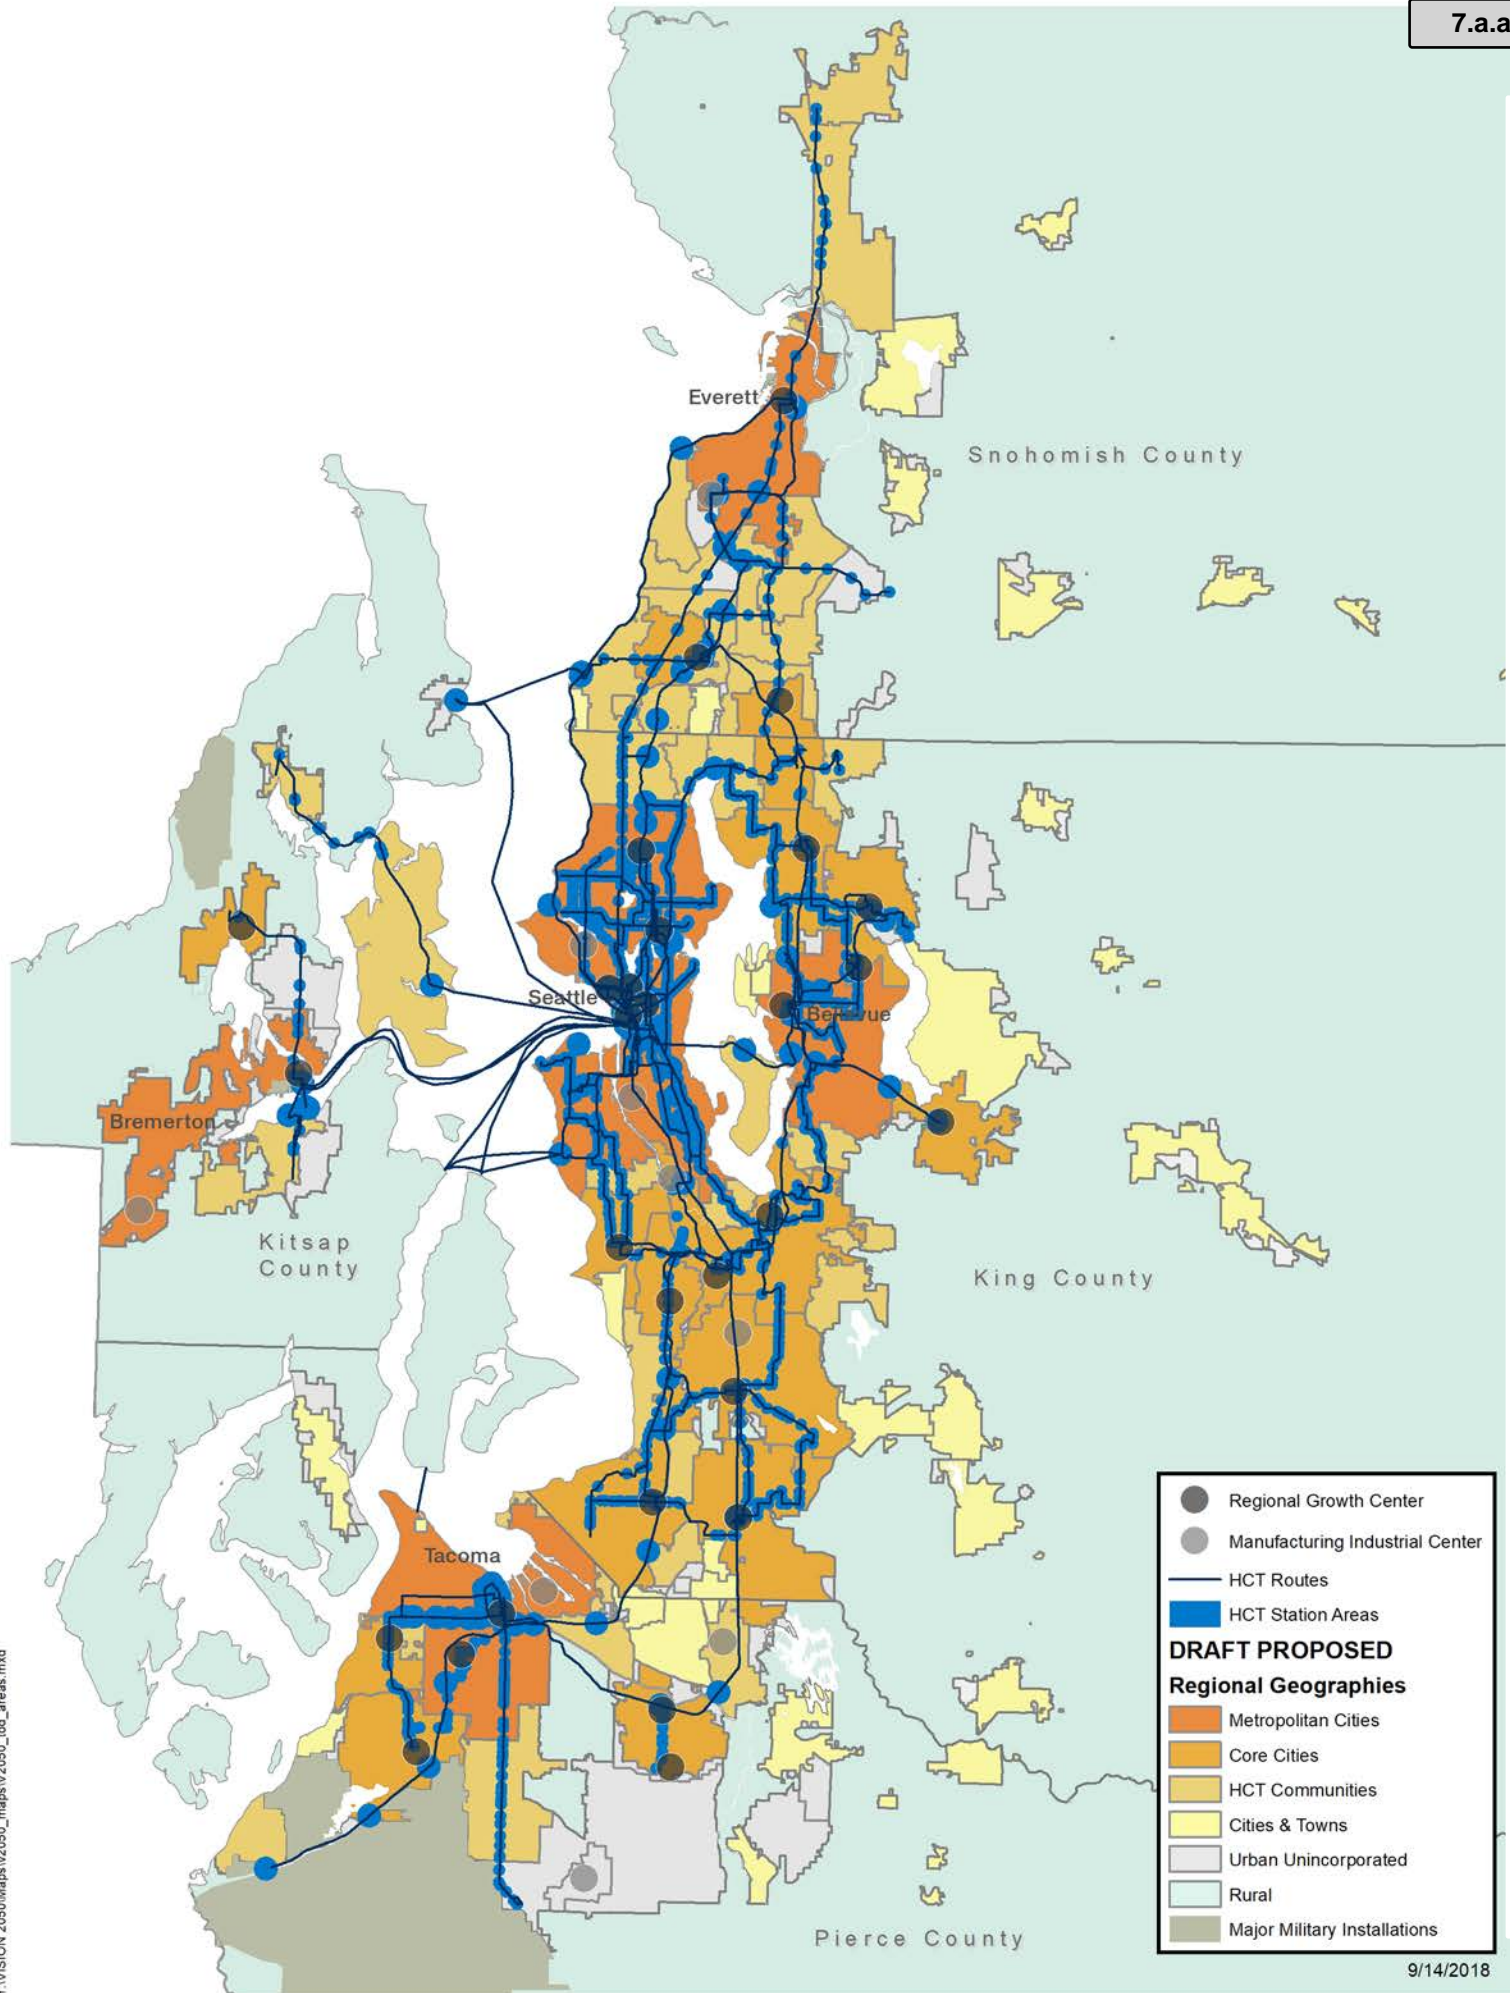 7.a.a
Everett
Snohomish County
Seattle
Bellevue
Bremerton
Kitsap
County
King County
Tacoma
Pierce County
Regional Growth Center
Manufacturing Industrial Center
HCT Routes
HCT Station Areas
DRAFT PROPOSED
Regional Geographies
Metropolitan Cities
Core Cities
HCT Communities
Cities & Towns
Urban Unincorporated
Rural
Major Military Installations
9/14/2018